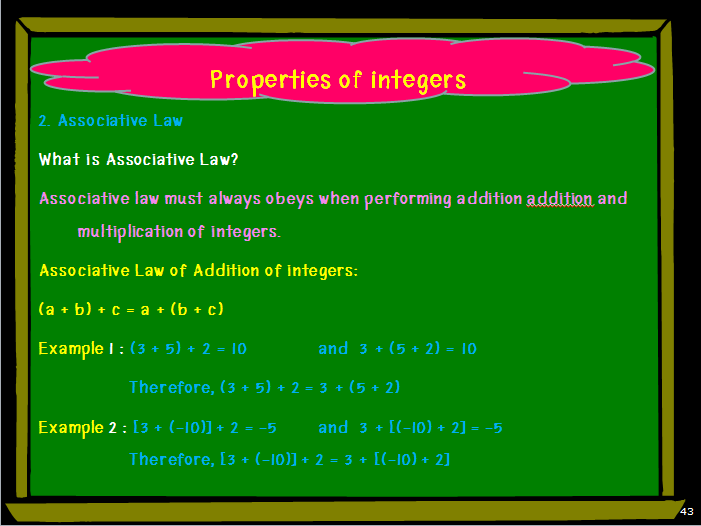 Properties of integers
2. Associative Law
What is Associative Law?
Associative law must always obeys when performing addition addition and
multiplication of integers.
Associative Law of Addition of integers:
(a + b) + c = a + (b + c)
Example 1 : (3 + 5) + 2 = 10 and 3 + (5 + 2) = 10
Therefore, (3 + 5) + 2 = 3 + (5 + 2)
Example 2 : [3 + (-10)] + 2 = -5 and 3 + [(-10) + 2] = -5
Therefore, [3 + (-10)] + 2 = 3 + [(-10) + 2]
43